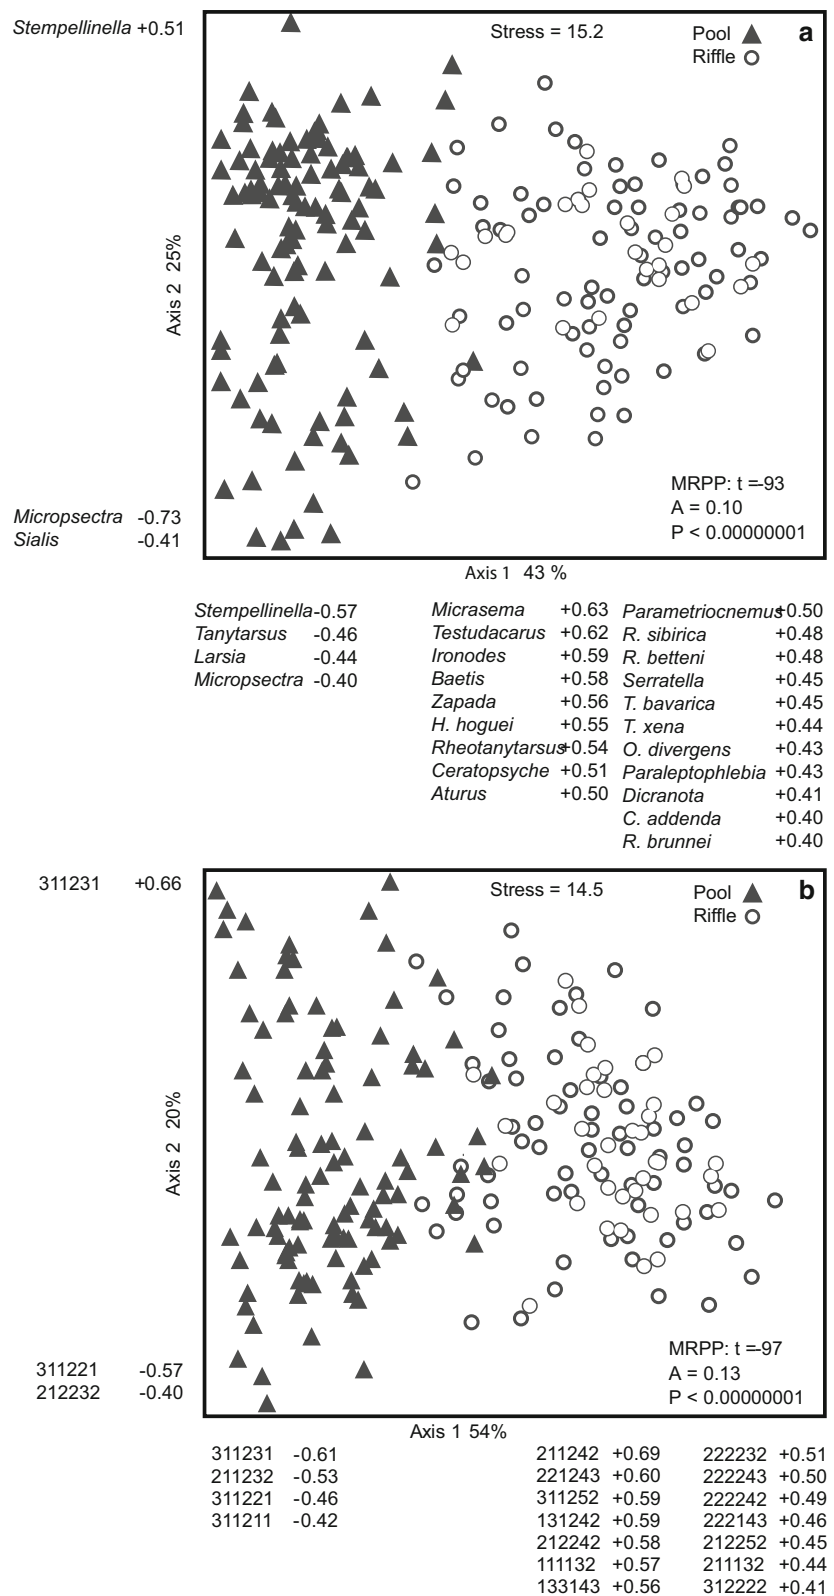 Stempellinella +0.51
Stress = 15.2
Pool
Riffle
a
Axis 2 25%
MRPP: t =-93
A = 0.10
P < 0.00000001
Micropsectra -0.73
Sialis -0.41
Axis 1 43 %
Stempellinella -0.57
Tanytarsus -0.46
Larsia -0.44
Micropsectra -0.40
Micrasema +0.63
Testudacarus +0.62
Ironodes +0.59
Baetis +0.58
Zapada +0.56
H. hoguei +0.55
Rheotanytarsus +0.54
Ceratopsyche +0.51
Aturus +0.50
Parametriocnemus +0.50
R. sibirica +0.48
R. betteni +0.48
Serratella +0.45
T. bavarica +0.45
T. xena +0.44
O. divergens +0.43
Paraleptophlebia +0.43
Dicranota +0.41
C. addenda +0.40
R. brunnei +0.40
311231 +0.66
Stress = 14.5
Pool
Riffle
b
Axis 2 20%
MRPP: t =-97
A = 0.13
P < 0.00000001
311221 -0.57
212232 -0.40
Axis 1 54%
311231 -0.61
211232 -0.53
311221 -0.46
311211 -0.42
211242 +0.69
221243 +0.60
311252 +0.59
131242 +0.59
212242 +0.58
111132 +0.57
133143 +0.56
222232 +0.51
222243 +0.50
222242 +0.49
222143 +0.46
212252 +0.45
211132 +0.44
312222 +0.41